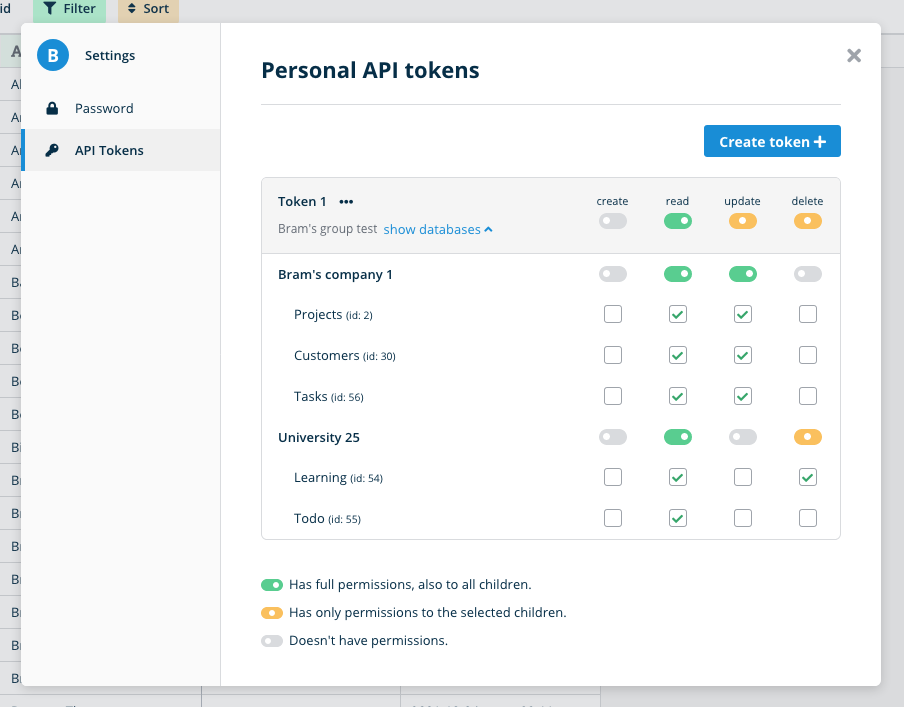 id Filter Sort
B Settings
Password
API Tokens
Personal API tokens
Create token
Token 1 create read update delete
Bram's group test show databases
Bram's company 1
Projects (id: 2)
Customers (id: 30)
Tasks (id: 56)
University 25
Learning (id: 54)
Todo (id: 55)
Has full permissions, also to all children.
Has only permissions to the selected children.
Doesn't have permissions.